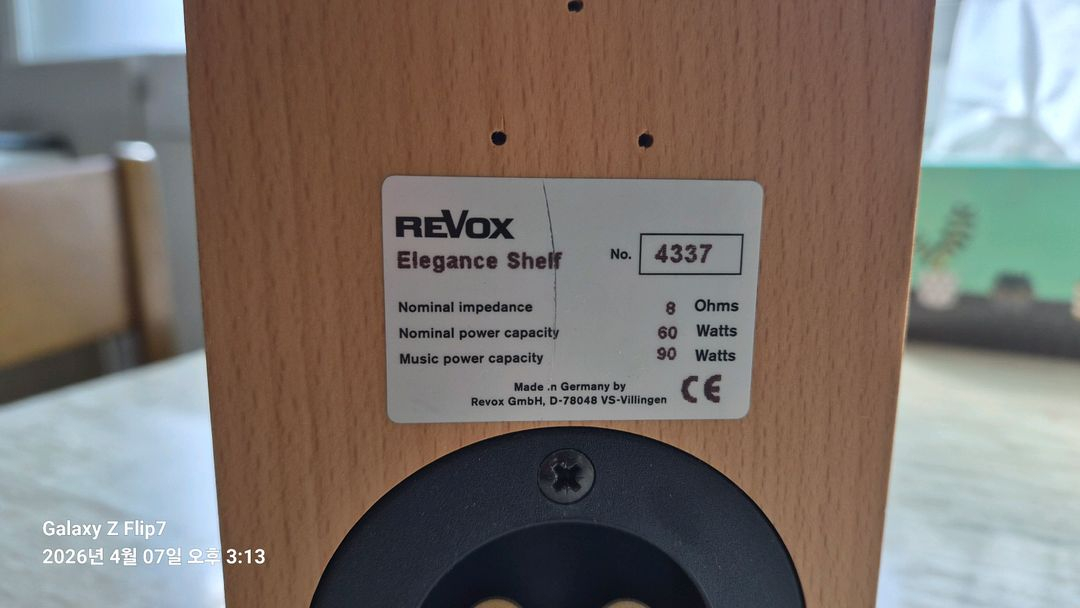 REVOX
Elegance Shelf No. 4337
Nominal impedance 8 Ohms
Nominal power capacity 60 Watts
Music power capacity 90 Watts
Made in Germany by
Revox GmbH, D-78048 VS-Villingen CE
Galaxy Z Flip7
2026년 4월 07일 오후 3:13